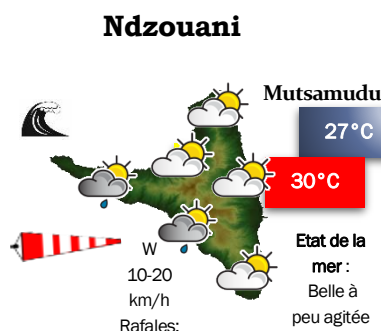 Ndzouani
Mutsamudu
27°C
30°C
W
10-20
km/h
Rafales:
Etat de la
mer :
Belle à
peu agitée